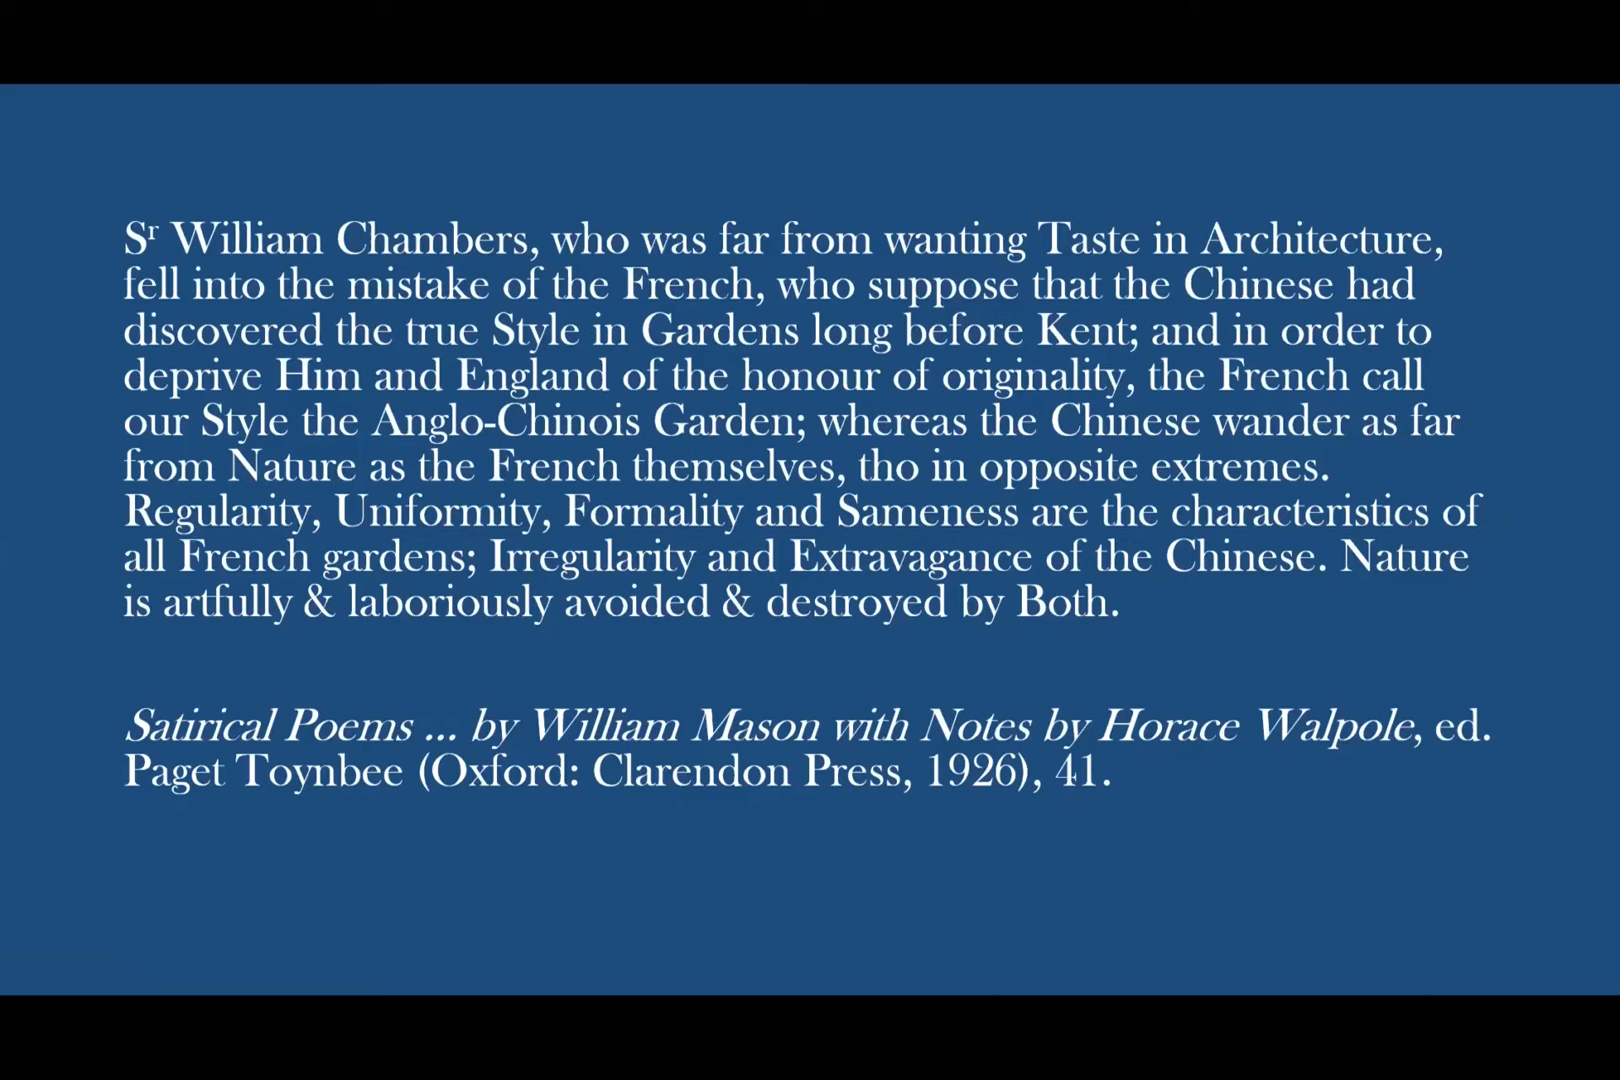 Sʳ William Chambers, who was far from wanting Taste in Architecture,
fell into the mistake of the French, who suppose that the Chinese had
discovered the true Style in Gardens long before Kent; and in order to
deprive Him and England of the honour of originality, the French call
our Style the Anglo-Chinois Garden; whereas the Chinese wander as far
from Nature as the French themselves, tho in opposite extremes.
Regularity, Uniformity, Formality and Sameness are the characteristics of
all French gardens; Irregularity and Extravagance of the Chinese. Nature
is artfully & laboriously avoided & destroyed by Both.
Satirical Poems ... by William Mason with Notes by Horace Walpole, ed.
Paget Toynbee (Oxford: Clarendon Press, 1926), 41.